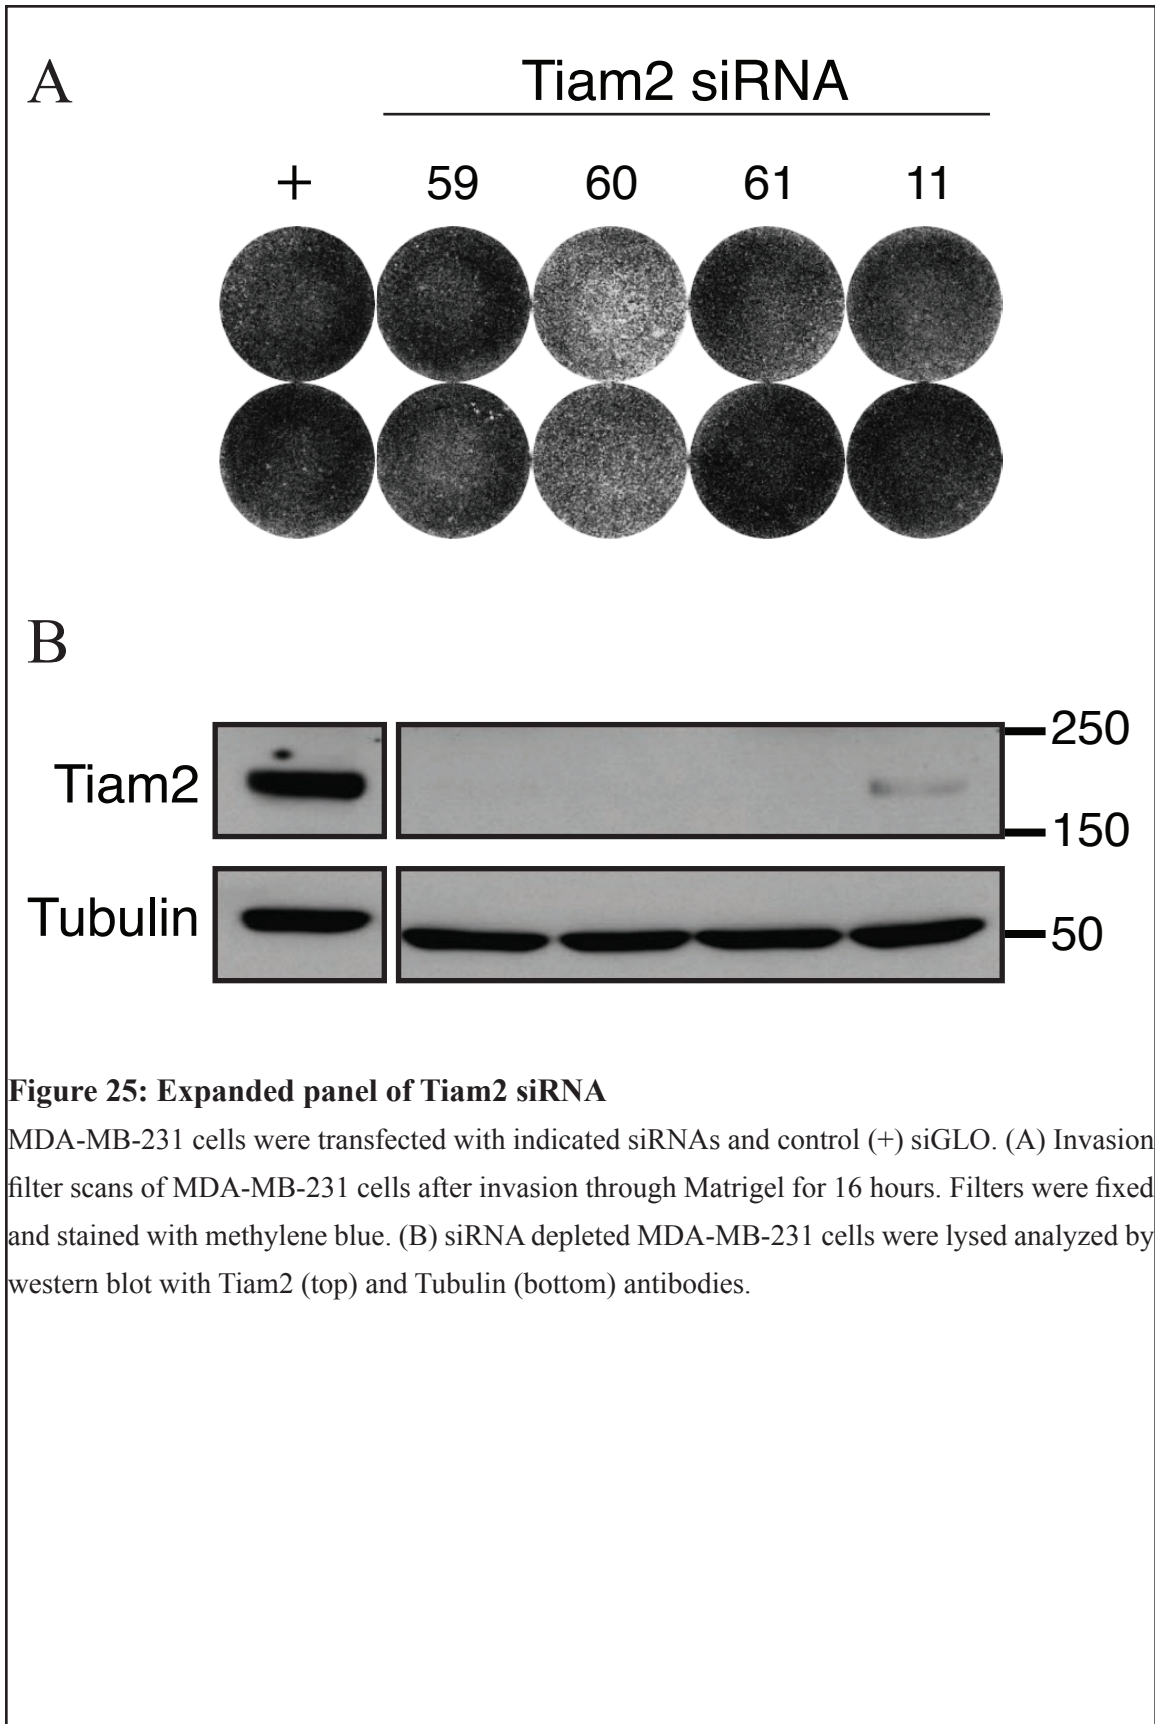 A
Tiam2 siRNA
+ 59 60 61 11
B
250
Tiam2
150
Tubulin
50
Figure 25: Expanded panel of Tiam2 siRNA
MDA-MB-231 cells were transfected with indicated siRNAs and control (+) siGLO. (A) Invasion
filter scans of MDA-MB-231 cells after invasion through Matrigel for 16 hours. Filters were fixed
and stained with methylene blue. (B) siRNA depleted MDA-MB-231 cells were lysed analyzed by
western blot with Tiam2 (top) and Tubulin (bottom) antibodies.